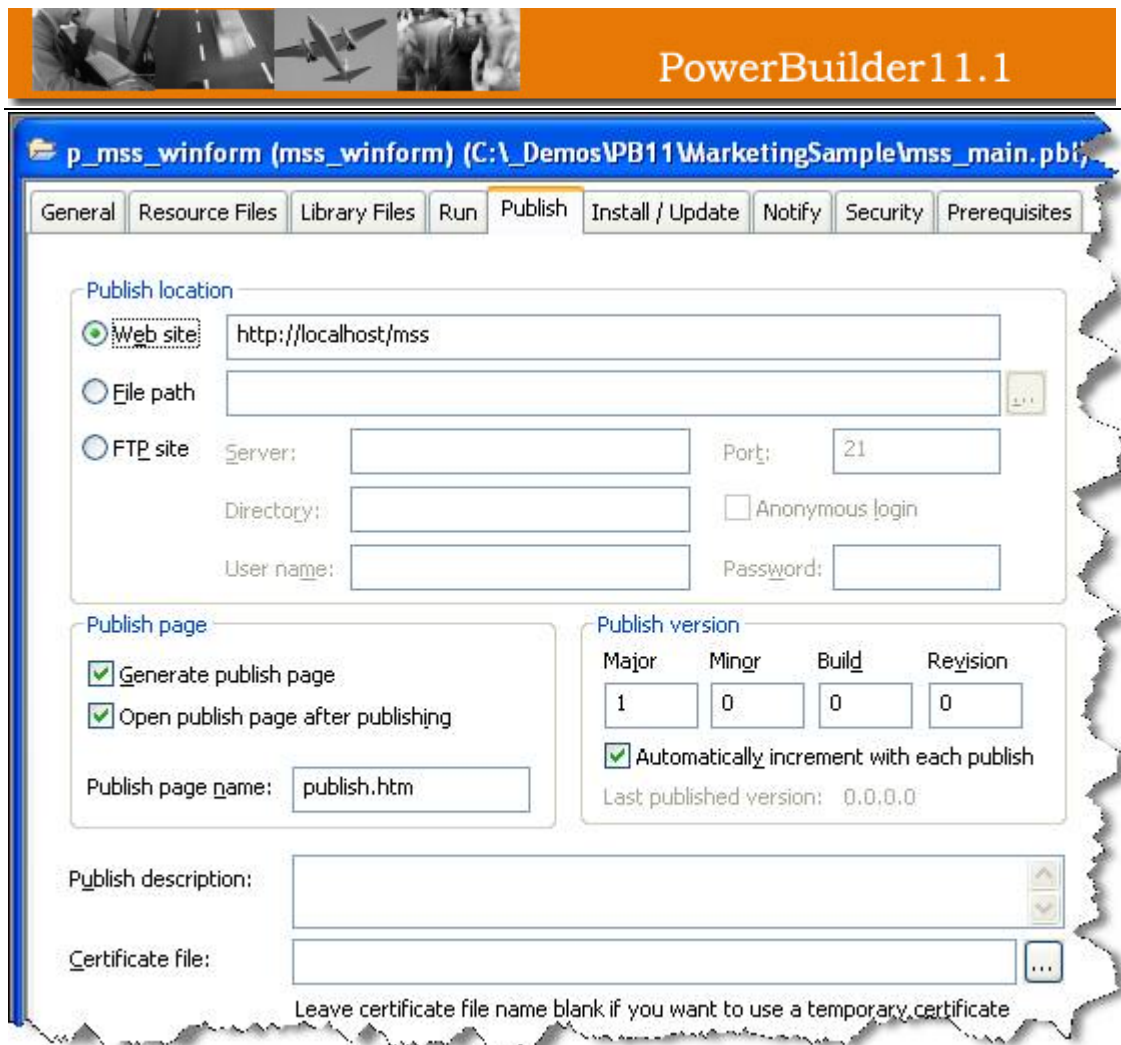 PowerBuilder11.1
p_mss_winform (mss_winform) (C:\_Demos\PB11\MarketingSample\mss_main.pbl)
General Resource Files Library Files Run Publish Install / Update Notify Security Prerequisites
Publish location
Web site http://localhost/mss
File path ...
FTP site Server: Port: 21
Directory: Anonymous login
User name: Password:
Publish page
Generate publish page
Open publish page after publishing
Publish page name: publish.htm
Publish version
Major Minor Build Revision
1 0 0 0
Automatically increment with each publish
Last published version: 0.0.0.0
Publish description:
Certificate file: ...
Leave certificate file name blank if you want to use a temporary certificate